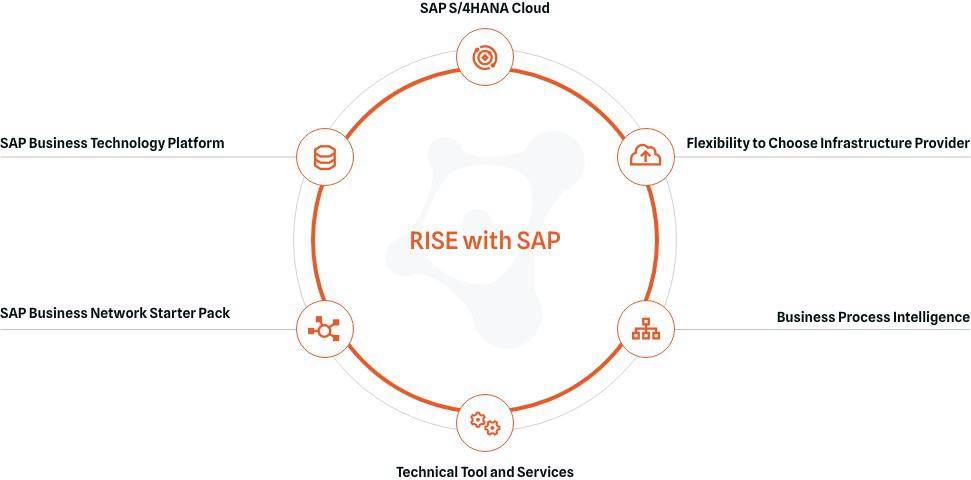 SAP S/4HANA Cloud
SAP Business Technology Platform
Flexibility to Choose Infrastructure Provider
RISE with SAP
SAP Business Network Starter Pack
Business Process Intelligence
Technical Tool and Services